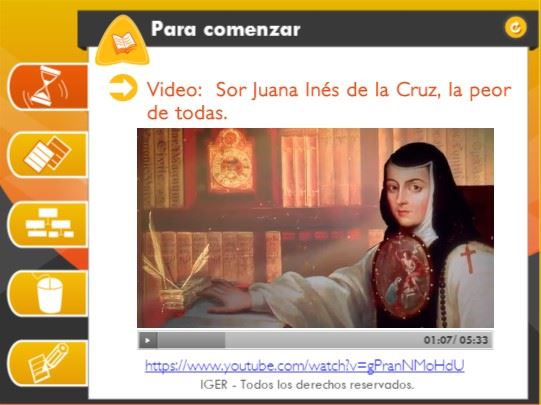 Para comenzar
Video: Sor Juana Inés de la Cruz, la peor
de todas.
01:07/ 05:33
https://www.youtube.com/watch?v=gPranNMoHdU
IGER - Todos los derechos reservados.